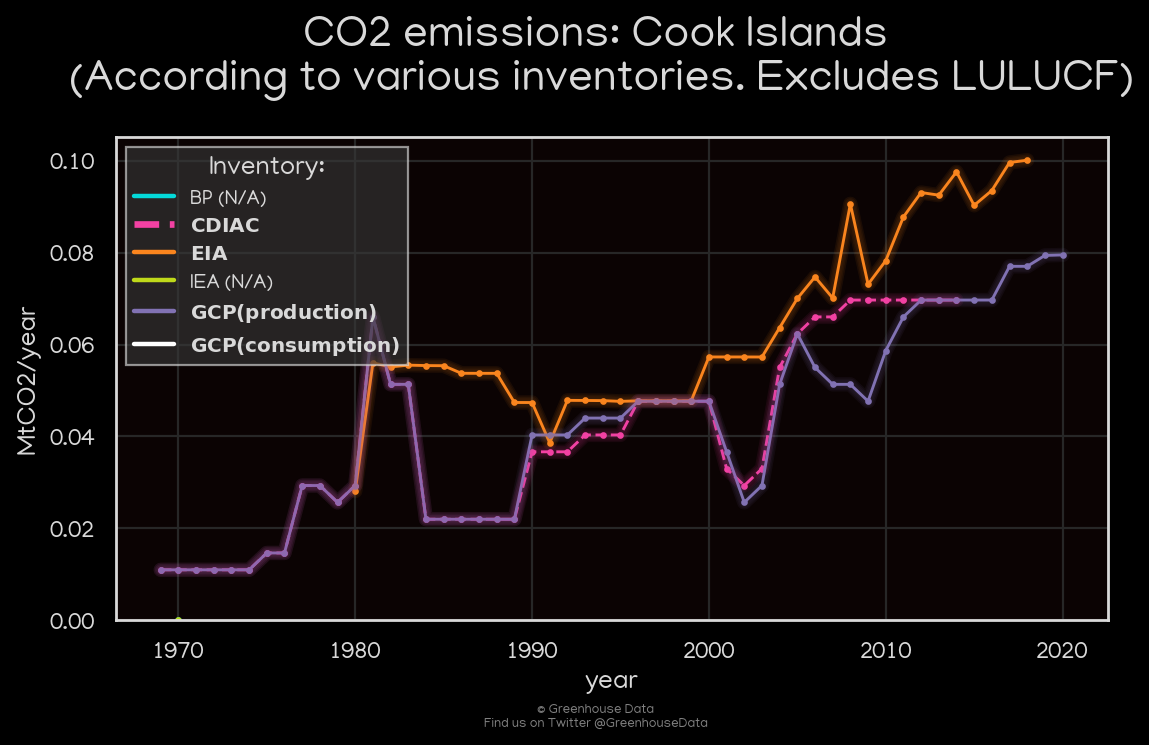 CO2 emissions: Cook Islands
(According to various inventories. Excludes LULUCF)
Inventory:
BP (N/A)
CDIAC
EIA
IEA (N/A)
GCP(production)
GCP(consumption)
MtCO2/year
0.10
0.08
0.06
0.04
0.02
0.00
1970 1980 1990 2000 2010 2020
year
© Greenhouse Data
Find us on Twitter @GreenhouseData